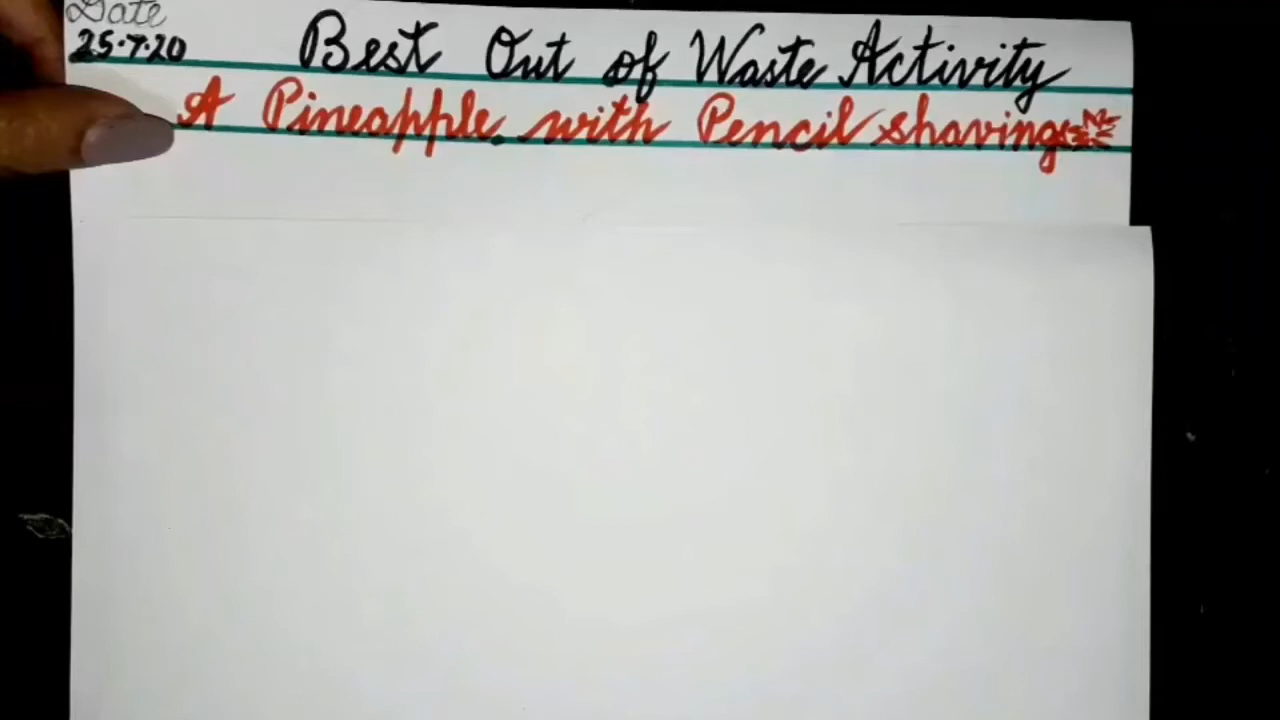 Date
25.7.20 Best Out of Waste Activity
A Pineapple with Pencil shavings